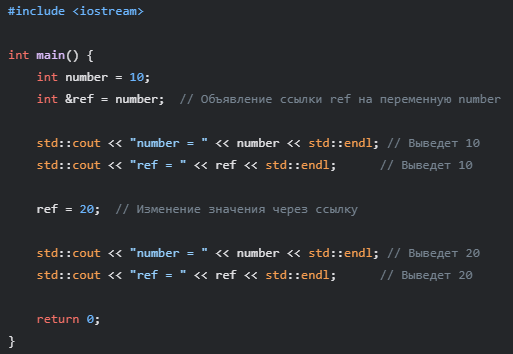 #include <iostream>

int main() {
    int number = 10;
    int &ref = number;  // Объявление ссылки ref на переменную number

    std::cout << "number = " << number << std::endl; // Выведет 10
    std::cout << "ref = " << ref << std::endl;      // Выведет 10

    ref = 20;  // Изменение значения через ссылку

    std::cout << "number = " << number << std::endl; // Выведет 20
    std::cout << "ref = " << ref << std::endl;      // Выведет 20

    return 0;
}